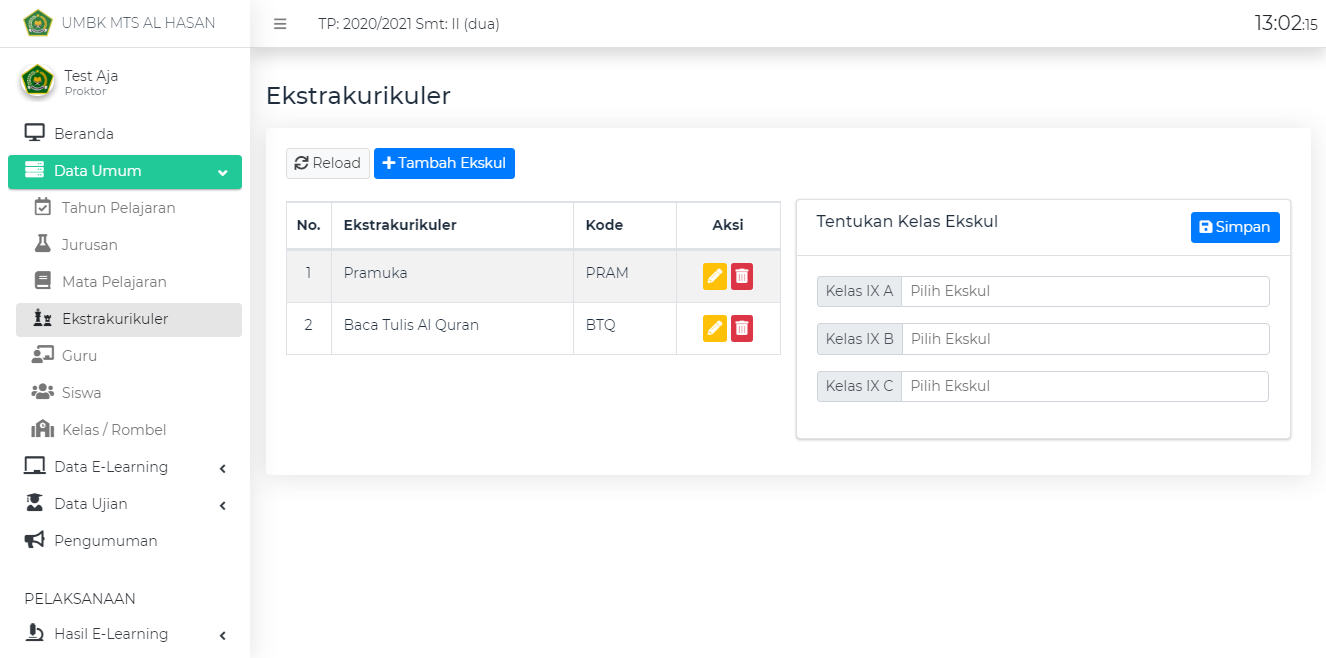 UMBK MTS AL HASAN
TP: 2020/2021 Smt: II (dua)
13:02:15
Test Aja
Proktor
Beranda
Data Umum
Tahun Pelajaran
Jurusan
Mata Pelajaran
Ekstrakurikuler
Guru
Siswa
Kelas / Rombel
Data E-Learning
Data Ujian
Pengumuman
PELAKSANAAN
Hasil E-Learning
Ekstrakurikuler
Reload
Tambah Ekskul
No. Ekstrakurikuler Kode Aksi
1 Pramuka PRAM
2 Baca Tulis Al Quran BTQ
Tentukan Kelas Ekskul
Simpan
Kelas IX A Pilih Ekskul
Kelas IX B Pilih Ekskul
Kelas IX C Pilih Ekskul